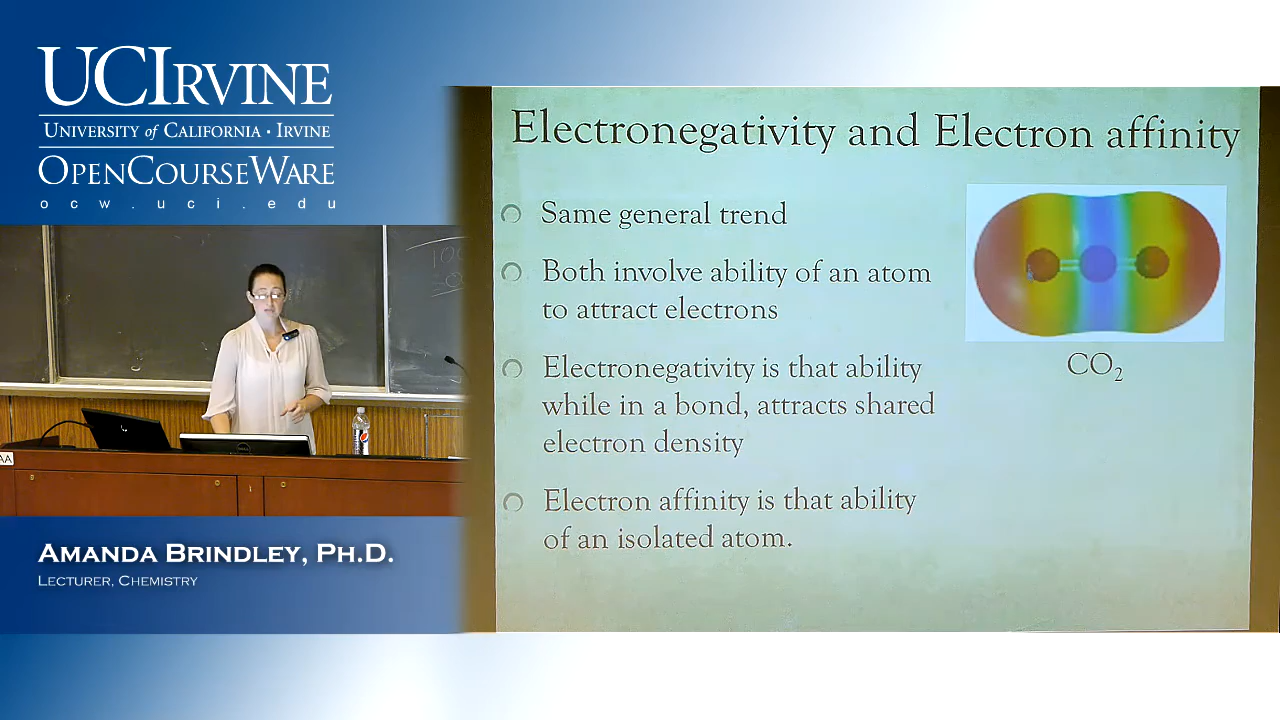 UCIRVINE
UNIVERSITY of CALIFORNIA · IRVINE
OPENCOURSEWARE
ocw.uci.edu
AA
AMANDA BRINDLEY, PH.D.
LECTURER, CHEMISTRY
Electronegativity and Electron affinity
Same general trend
Both involve ability of an atom
to attract electrons
Electronegativity is that ability
while in a bond, attracts shared
electron density
Electron affinity is that ability
of an isolated atom.
CO₂